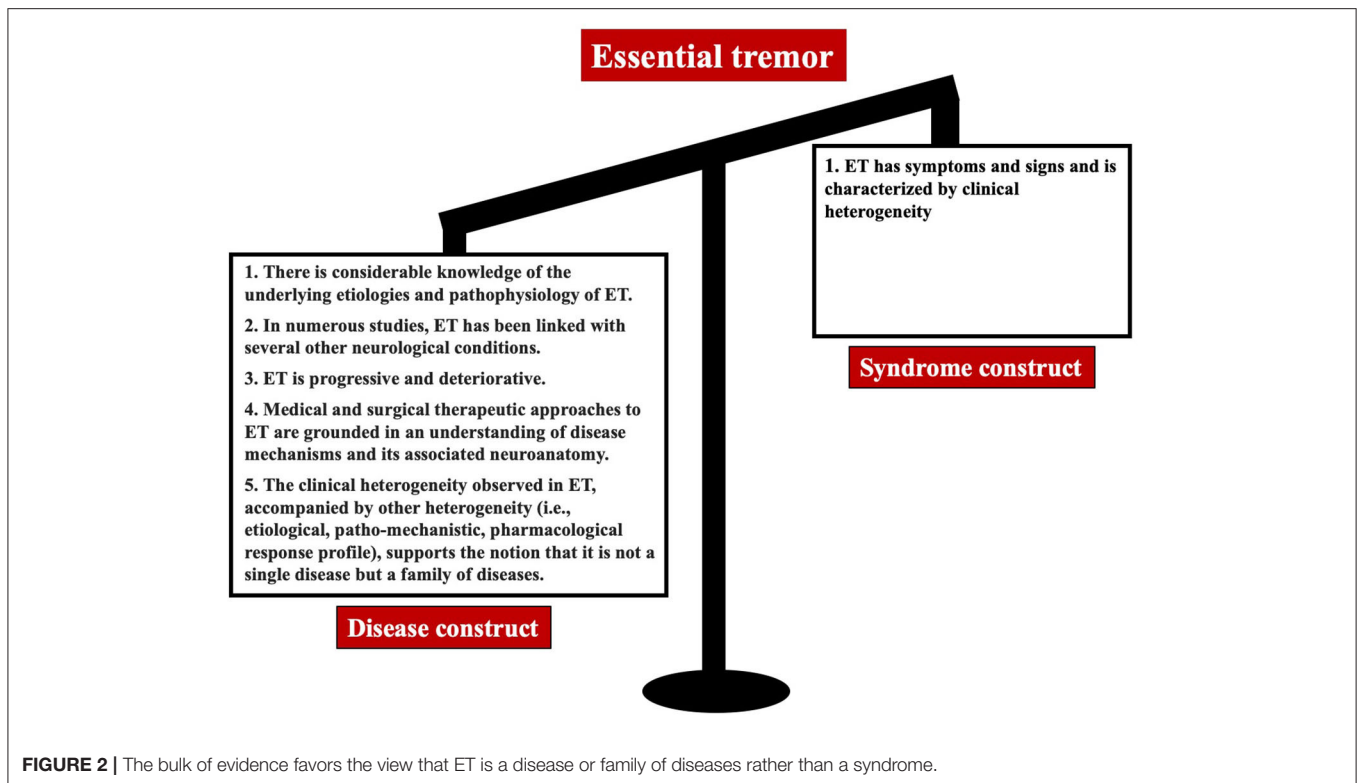 Essential tremor
1. ET has symptoms and signs and is
characterized by clinical
heterogeneity
Syndrome construct
1. There is considerable knowledge of the
underlying etiologies and pathophysiology of ET.
2. In numerous studies, ET has been linked with
several other neurological conditions.
3. ET is progressive and deteriorative.
4. Medical and surgical therapeutic approaches to
ET are grounded in an understanding of disease
mechanisms and its associated neuroanatomy.
5. The clinical heterogeneity observed in ET,
accompanied by other heterogeneity (i.e.,
etiological, patho-mechanistic, pharmacological
response profile), supports the notion that it is not a
single disease but a family of diseases.
Disease construct
FIGURE 2 | The bulk of evidence favors the view that ET is a disease or family of diseases rather than a syndrome.